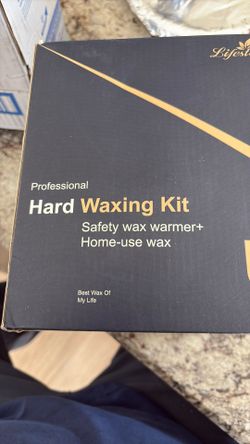 Professional
Hard Waxing Kit
Safety wax warmer+
Home-use wax
Best Wax Of
My Life